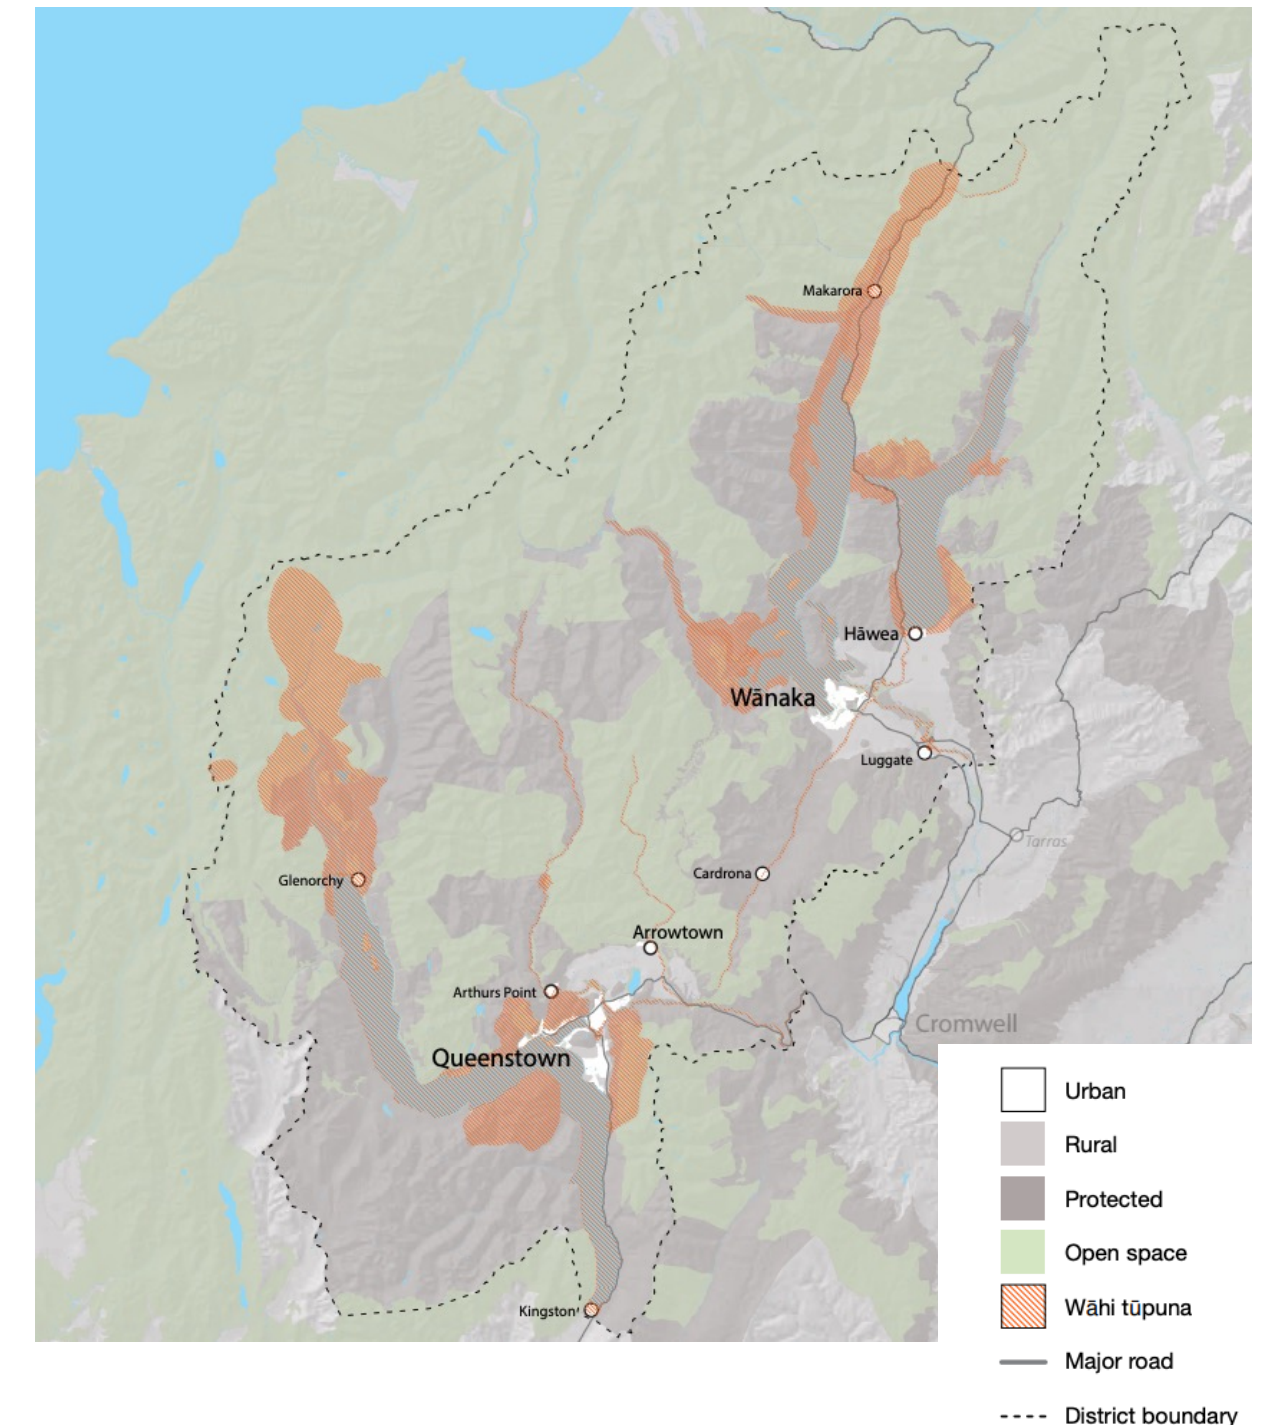 Makarora
Hāwea
Wānaka
Luggate
Tarras
Cardrona
Glenorchy
Arrowtown
Arthurs Point
Cromwell
Queenstown
Kingston
Urban
Rural
Protected
Open space
Wāhi tūpuna
Major road
District boundary